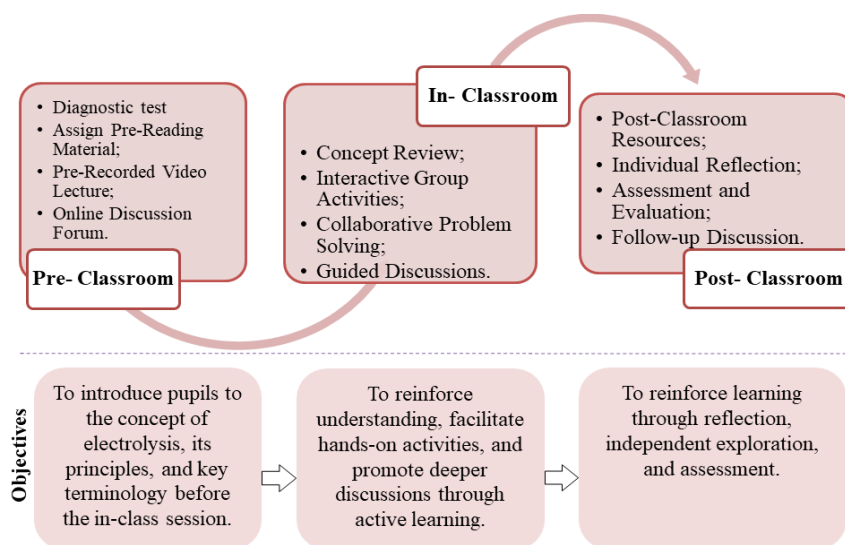 • Diagnostic test
• Assign Pre-Reading
Material;
• Pre-Recorded Video
Lecture;
• Online Discussion
Forum.
Pre- Classroom
In- Classroom
• Concept Review;
• Interactive Group
Activities;
• Collaborative Problem
Solving;
• Guided Discussions.
• Post-Classroom
Resources;
• Individual Reflection;
• Assessment and
Evaluation;
• Follow-up Discussion.
Post- Classroom
Objectives
To introduce pupils to
the concept of
electrolysis, its
principles, and key
terminology before
the in-class session.
To reinforce
understanding, facilitate
hands-on activities, and
promote deeper
discussions through
active learning.
To reinforce learning
through reflection,
independent exploration,
and assessment.